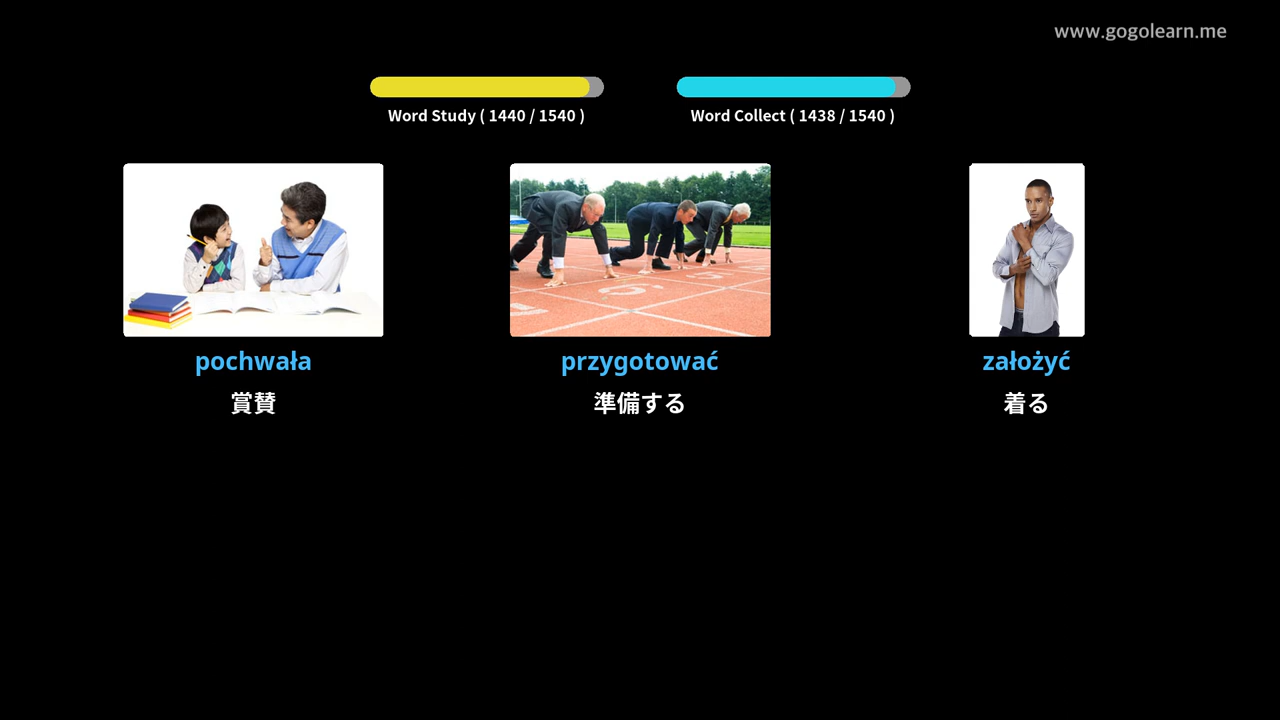 www.gogolearn.me
Word Study ( 1440 / 1540 )
Word Collect ( 1438 / 1540 )
pochwała
przygotować
założyć
賞賛
準備する
着る